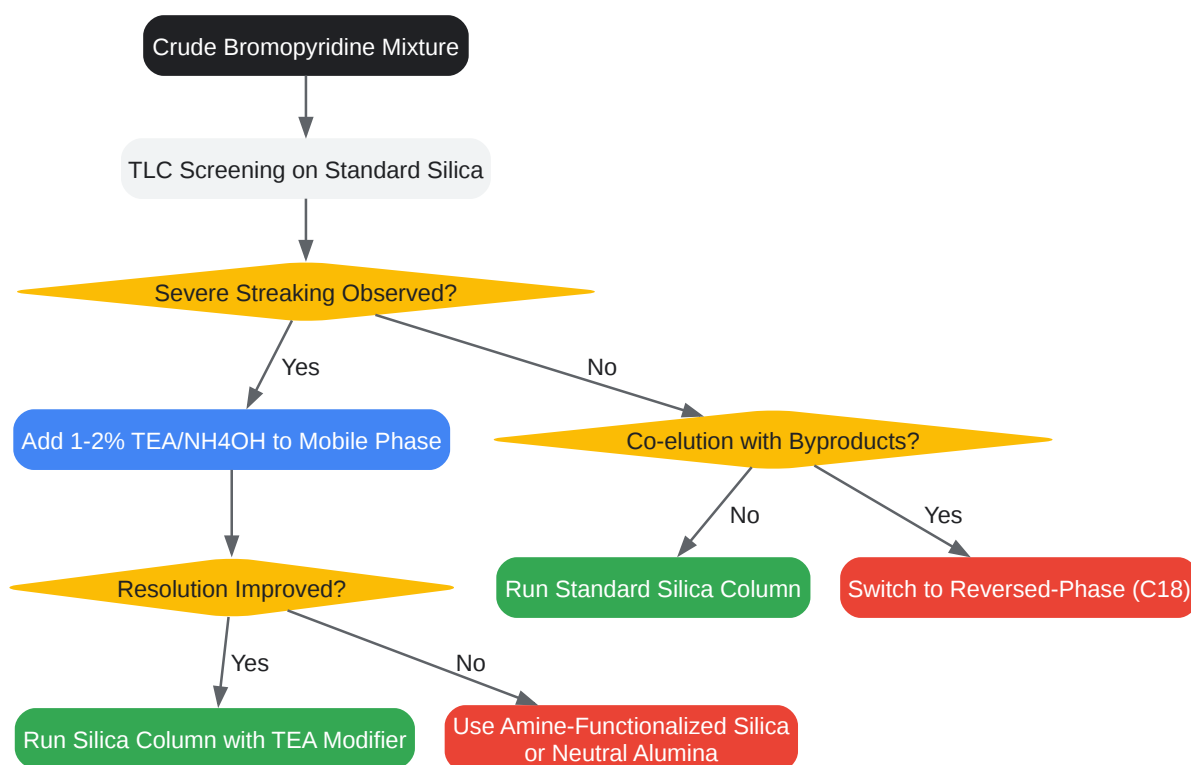 Crude Bromopyridine Mixture
TLC Screening on Standard Silica
Severe Streaking Observed?
Yes
No
Add 1-2% TEA/NH4OH to Mobile Phase
Co-elution with Byproducts?
No
Yes
Resolution Improved?
Run Standard Silica Column
Switch to Reversed-Phase (C18)
Yes
No
Run Silica Column with TEA Modifier
Use Amine-Functionalized Silica
or Neutral Alumina